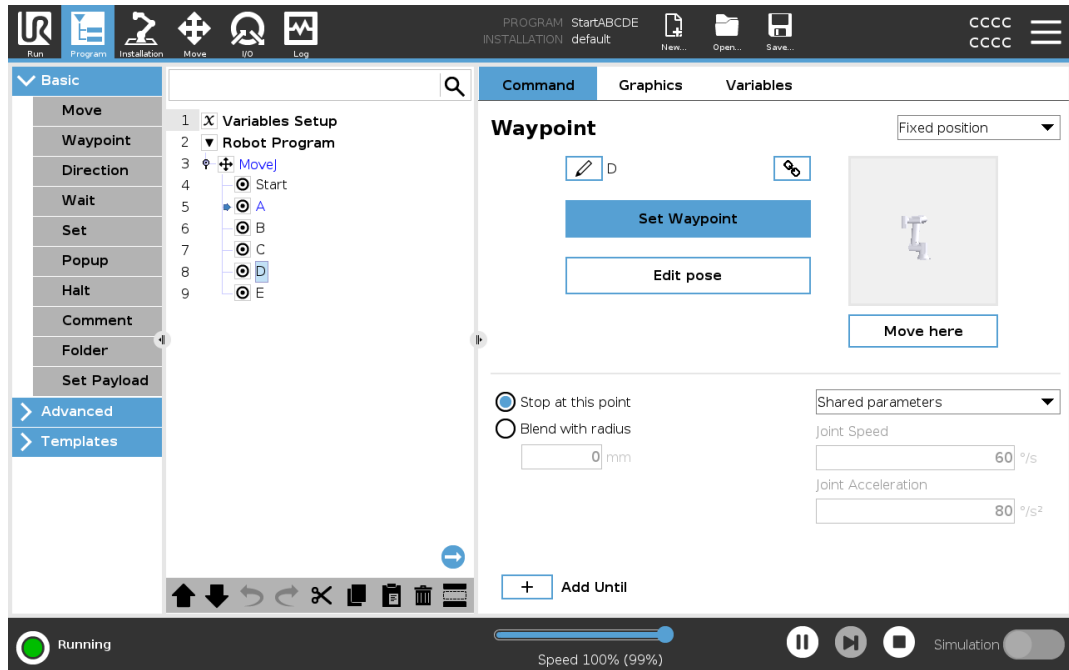 UR
Run
Program
Installation
Move
I/O
Log
PROGRAM StartABCDE
INSTALLATION default
New...
Open...
Save...
CCCC
CCCC
Basic
Move
Waypoint
Direction
Wait
Set
Popup
Halt
Comment
Folder
Set Payload
Advanced
Templates
1 X Variables Setup
2 Robot Program
3 MoveJ
4 Start
5 A
6 B
7 C
8 D
9 E
Command Graphics Variables
Waypoint
Fixed position
D
Set Waypoint
Edit pose
Move here
Stop at this point
Blend with radius
0 mm
Shared parameters
Joint Speed
60 °/s
Joint Acceleration
80 °/s²
+ Add Until
Running
Speed 100% (99%)
Simulation